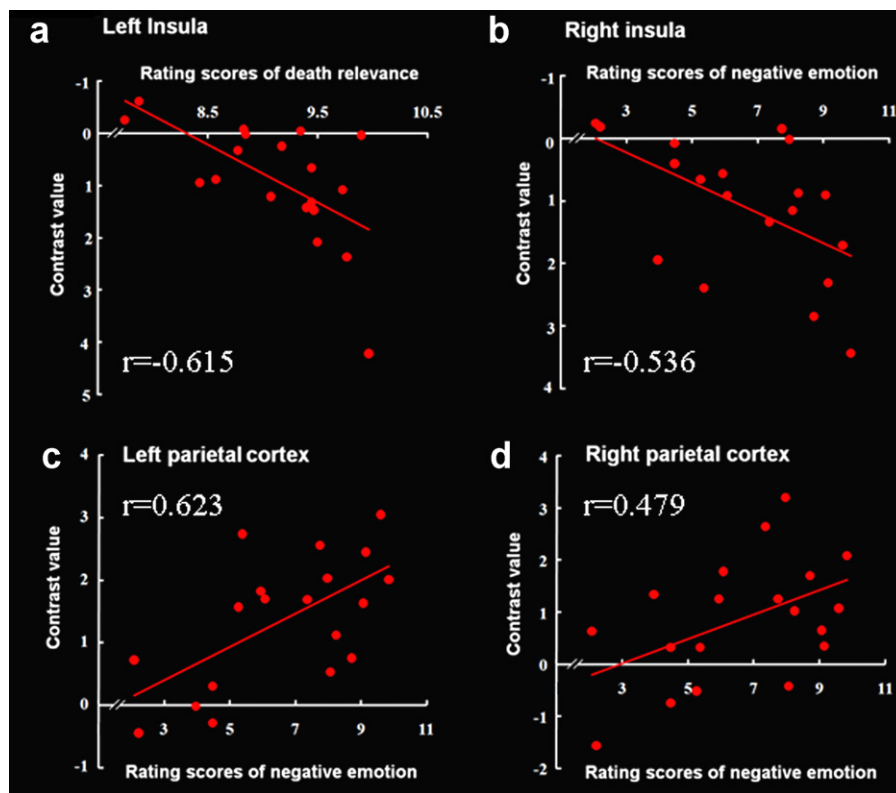 a
Left Insula
Rating scores of death relevance
-1
8.5
9.5
10.5
0
1
2
3
4
5
Contrast value
r=-0.615
b
Right insula
Rating scores of negative emotion
-1
3
5
7
9
11
0
1
2
3
4
Contrast value
r=-0.536
c
Left parietal cortex
r=0.623
4
3
2
1
0
-1
Contrast value
3
5
7
9
11
Rating scores of negative emotion
d
Right parietal cortex
r=0.479
4
3
2
1
0
-1
-2
Contrast value
3
5
7
9
11
Rating scores of negative emotion